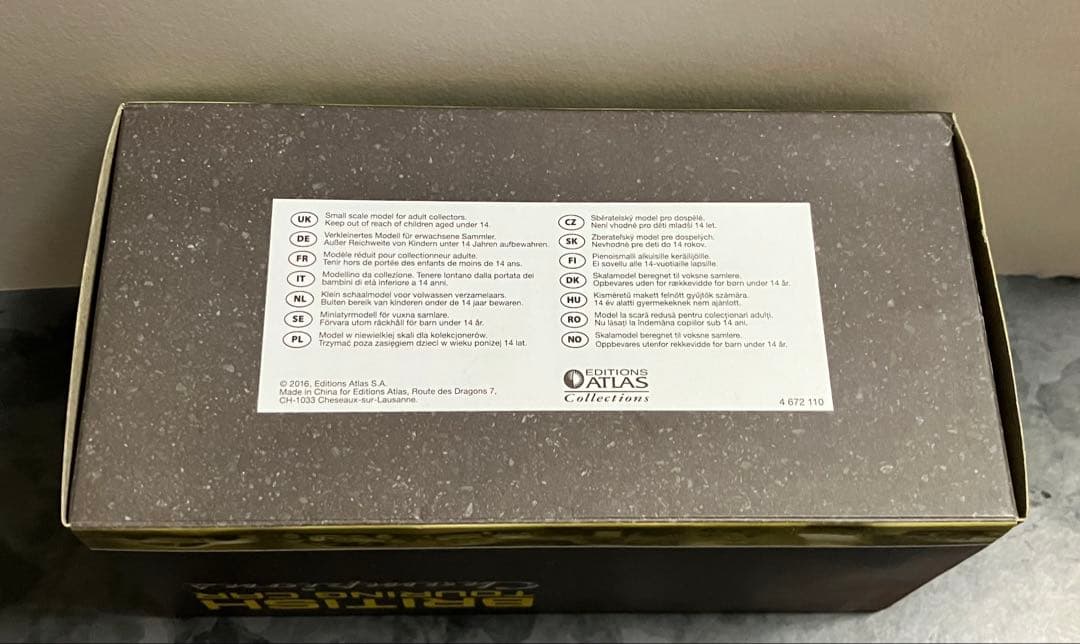 UK Small scale model for adult collectors.
Keep out of reach of children aged under 14.
DE Verkleinertes Modell für erwachsene Sammler.
Außer Reichweite von Kindern unter 14 Jahren aufbewahren.
FR Modèle réduit pour collectionneur adulte.
Tenir hors de portée des enfants de moins de 14 ans.
IT Modellino da collezione. Tenere lontano dalla portata dei
bambini di età inferiore a 14 anni.
NL Klein schaalmodel voor volwassen verzamelaars.
Buiten bereik van kinderen onder de 14 jaar bewaren.
SE Miniatyrmodell för vuxna samlare.
Förvara utom räckhåll för barn under 14 år.
PL Model w niewielkiej skali dla kolekcjonerów.
Trzymać poza zasięgiem dzieci w wieku poniżej 14 lat.
© 2016, Editions Atlas S.A.
Made in China for Editions Atlas, Route des Dragons 7,
CH-1033 Cheseaux-sur-Lausanne.
CZ Sběratelský model pro dospělé.
Není vhodné pro děti mladší 14 let.
SK Zberateľský model pre dospelých.
Nevhodné pre deti do 14 rokov.
FI Pienoismalli aikuisille keräilijöille.
Ei sovellu alle 14-vuotiaille lapsille.
DK Skalamodel beregnet til voksne samlere.
Opbevares uden for rækkevidde for børn under 14 år.
HU Kisméretű makett felnőtt gyűjtők számára.
14 év alatti gyermekeknek nem ajánlott.
RO Model la scară redusă pentru colecționari adulți.
Nu lăsați la îndemâna copiilor sub 14 ani.
NO Skalamodel beregnet til voksne samlere.
Oppbevares utenfor rekkevidde for barn under 14 år.
EDITIONS
ATLAS
Collections
4 672 110
Champions
TOURING CAR
BRITISH